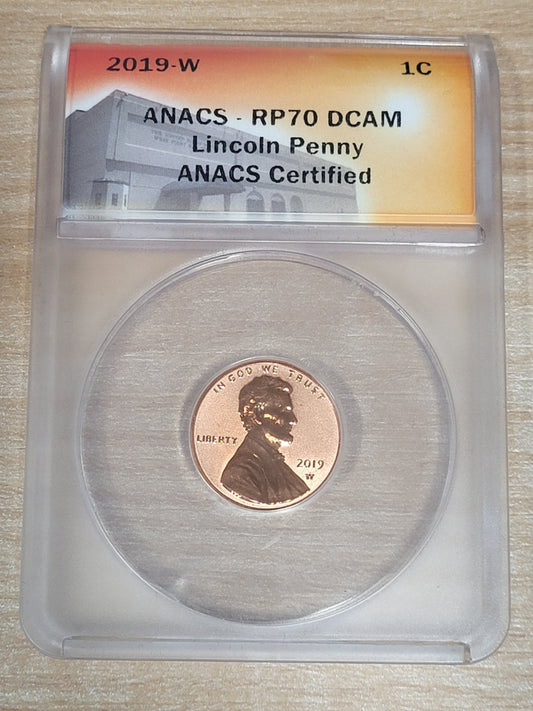 2019-W 1C
ANACS - RP70 DCAM
Lincoln Penny
ANACS Certified
IN GOD WE TRUST
LIBERTY
2019
W